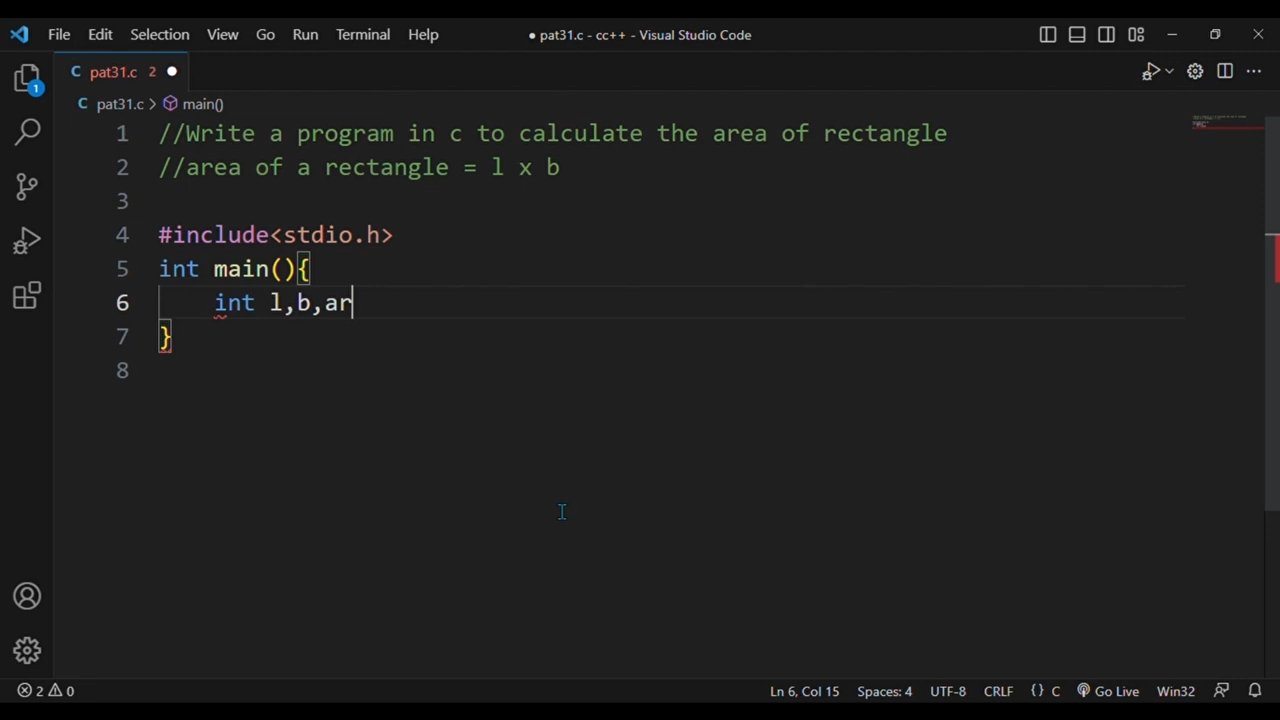 File Edit Selection View Go Run Terminal Help ● pat31.c - cc++ - Visual Studio Code
C pat31.c 2 ●
1
C pat31.c > main()
1 //Write a program in c to calculate the area of rectangle
2 //area of a rectangle = l x b
3
4 #include<stdio.h>
5 int main(){
6 int l,b,ar
7 }
8
2 0 Ln 6, Col 15 Spaces: 4 UTF-8 CRLF {} C Go Live Win32